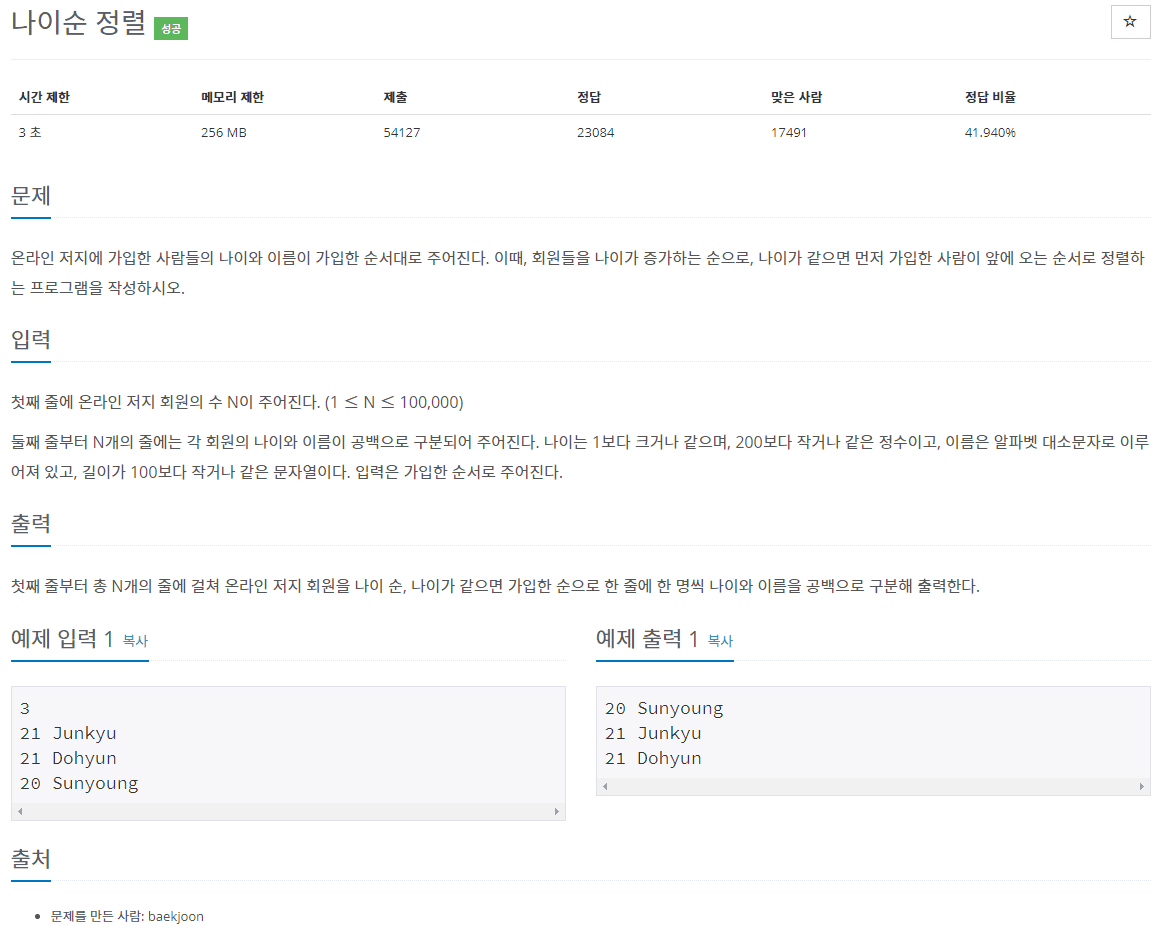 나이순 정렬 성공
☆
시간 제한 메모리 제한 제출 정답 맞은 사람 정답 비율
3 초 256 MB 54127 23084 17491 41.940%
문제
온라인 저지에 가입한 사람들의 나이와 이름이 가입한 순서대로 주어진다. 이때, 회원들을 나이가 증가하는 순으로, 나이가 같으면 먼저 가입한 사람이 앞에 오는 순서로 정렬하
는 프로그램을 작성하시오.
입력
첫째 줄에 온라인 저지 회원의 수 N이 주어진다. (1 ≤ N ≤ 100,000)
둘째 줄부터 N개의 줄에는 각 회원의 나이와 이름이 공백으로 구분되어 주어진다. 나이는 1보다 크거나 같으며, 200보다 작거나 같은 정수이고, 이름은 알파벳 대소문자로 이루
어져 있고, 길이가 100보다 작거나 같은 문자열이다. 입력은 가입한 순서로 주어진다.
출력
첫째 줄부터 총 N개의 줄에 걸쳐 온라인 저지 회원을 나이 순, 나이가 같으면 가입한 순으로 한 줄에 한 명씩 나이와 이름을 공백으로 구분해 출력한다.
예제 입력 1 복사
3
21 Junkyu
21 Dohyun
20 Sunyoung
예제 출력 1 복사
20 Sunyoung
21 Junkyu
21 Dohyun
출처
• 문제를 만든 사람: baekjoon